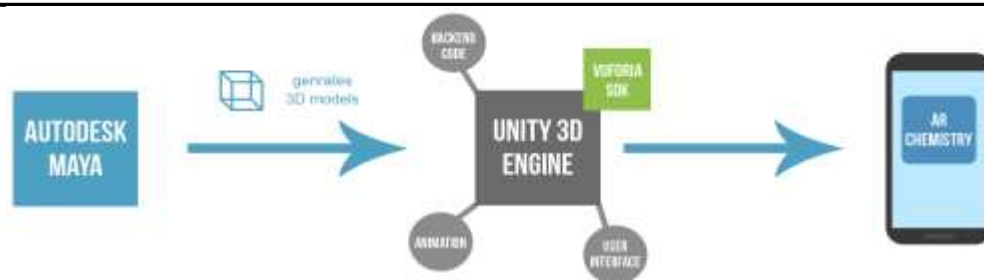 BACKEND
CODE
VUFORIA
SDK
genrates
3D models
AUTODESK
MAYA
UNITY 3D
ENGINE
AR
CHEMISTRY
ANIMATION
USER
INTERFACE